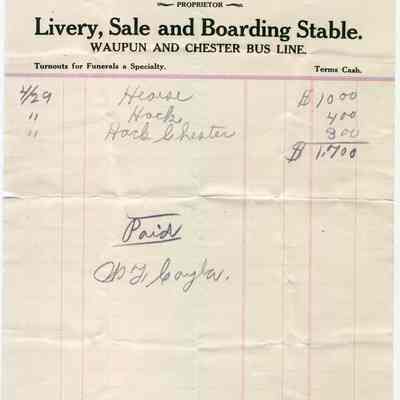 PROPRIETOR
Livery, Sale and Boarding Stable.
WAUPUN AND CHESTER BUS LINE.
Turnouts for Funerals a Specialty. Terms Cash.
4/29 Hearse $ 10 00
" Hack 4 00
" Hack Chester 3 00
$ 17 00
Paid